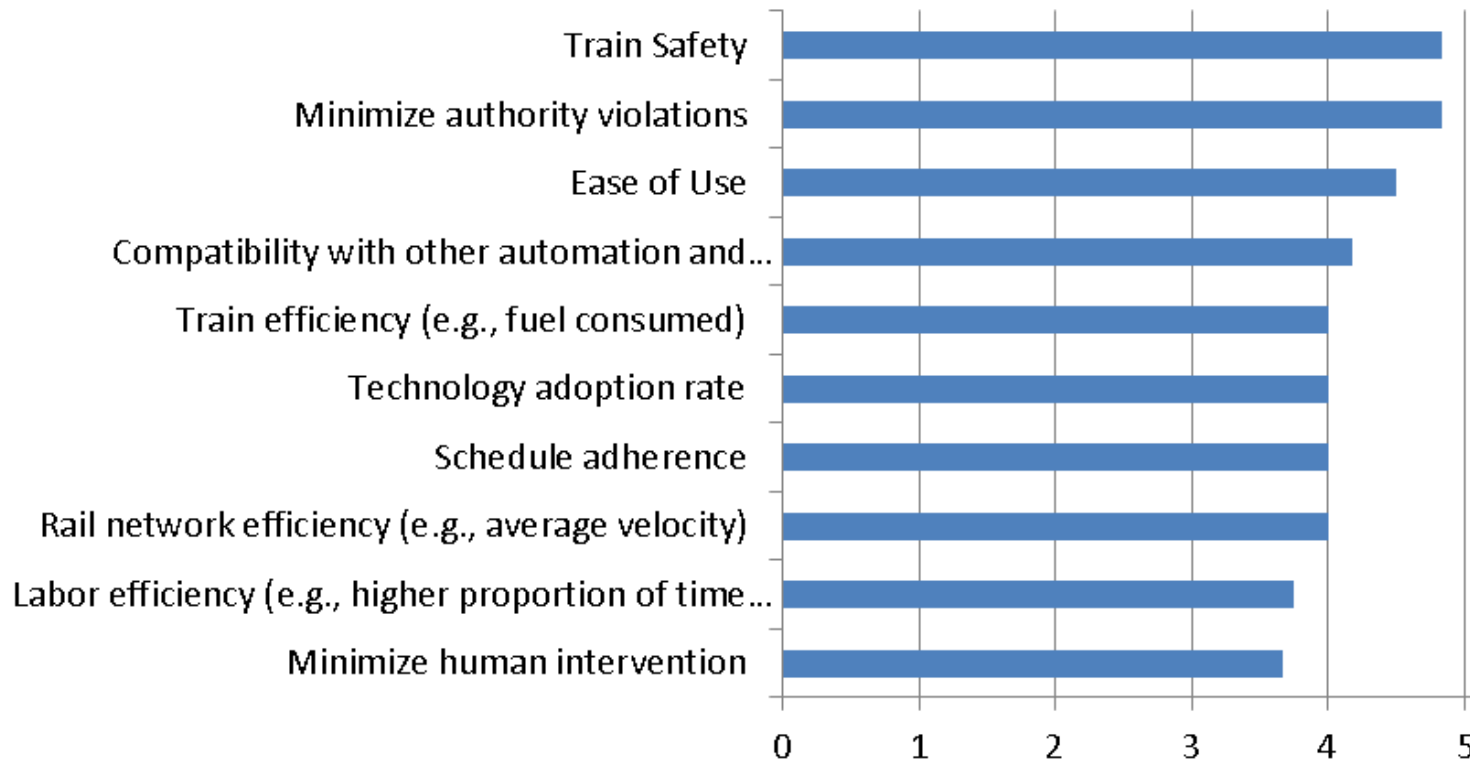 Train Safety
Minimize authority violations
Ease of Use
Compatibility with other automation and...
Train efficiency (e.g., fuel consumed)
Technology adoption rate
Schedule adherence
Rail network efficiency (e.g., average velocity)
Labor efficiency (e.g., higher proportion of time...
Minimize human intervention
0 1 2 3 4 5